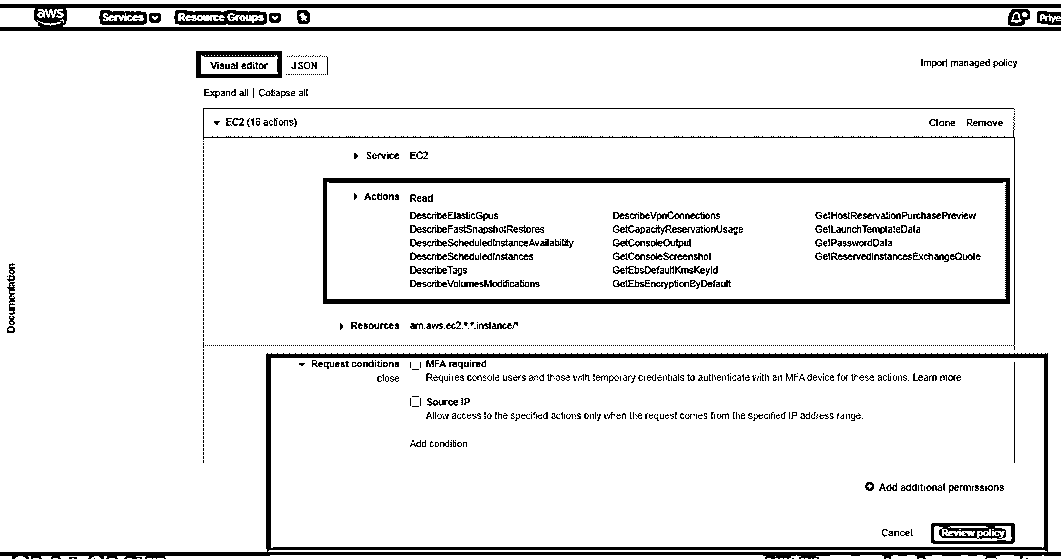 aws Services Resource Groups
Visual editor JSON Import managed policy
Expand all | Collapse all
EC2 (16 actions) Clone Remove
Service EC2
Actions Read
DescribeElasticGpus DescribeVpnConnections GetHostReservationPurchasePreview
DescribeFastSnapshotRestores GetCapacityReservationUsage GetLaunchTemplateData
DescribeScheduledInstanceAvailability GetConsoleOutput GetPasswordData
DescribeScheduledInstances GetConsoleScreenshot GetReservedInstancesExchangeQuote
DescribeTags GetEbsDefaultKmsKeyId
DescribeVolumesModifications GetEbsEncryptionByDefault
Documentation
Resources arn:aws:ec2:*:*:instance/*
Request conditions MFA required
close Requires console users and those with temporary credentials to authenticate with an MFA device for these actions. Learn more
Source IP
Allow access to the specified actions only when the request comes from the specified IP address range.
Add condition
Add additional permissions
Cancel Review policy